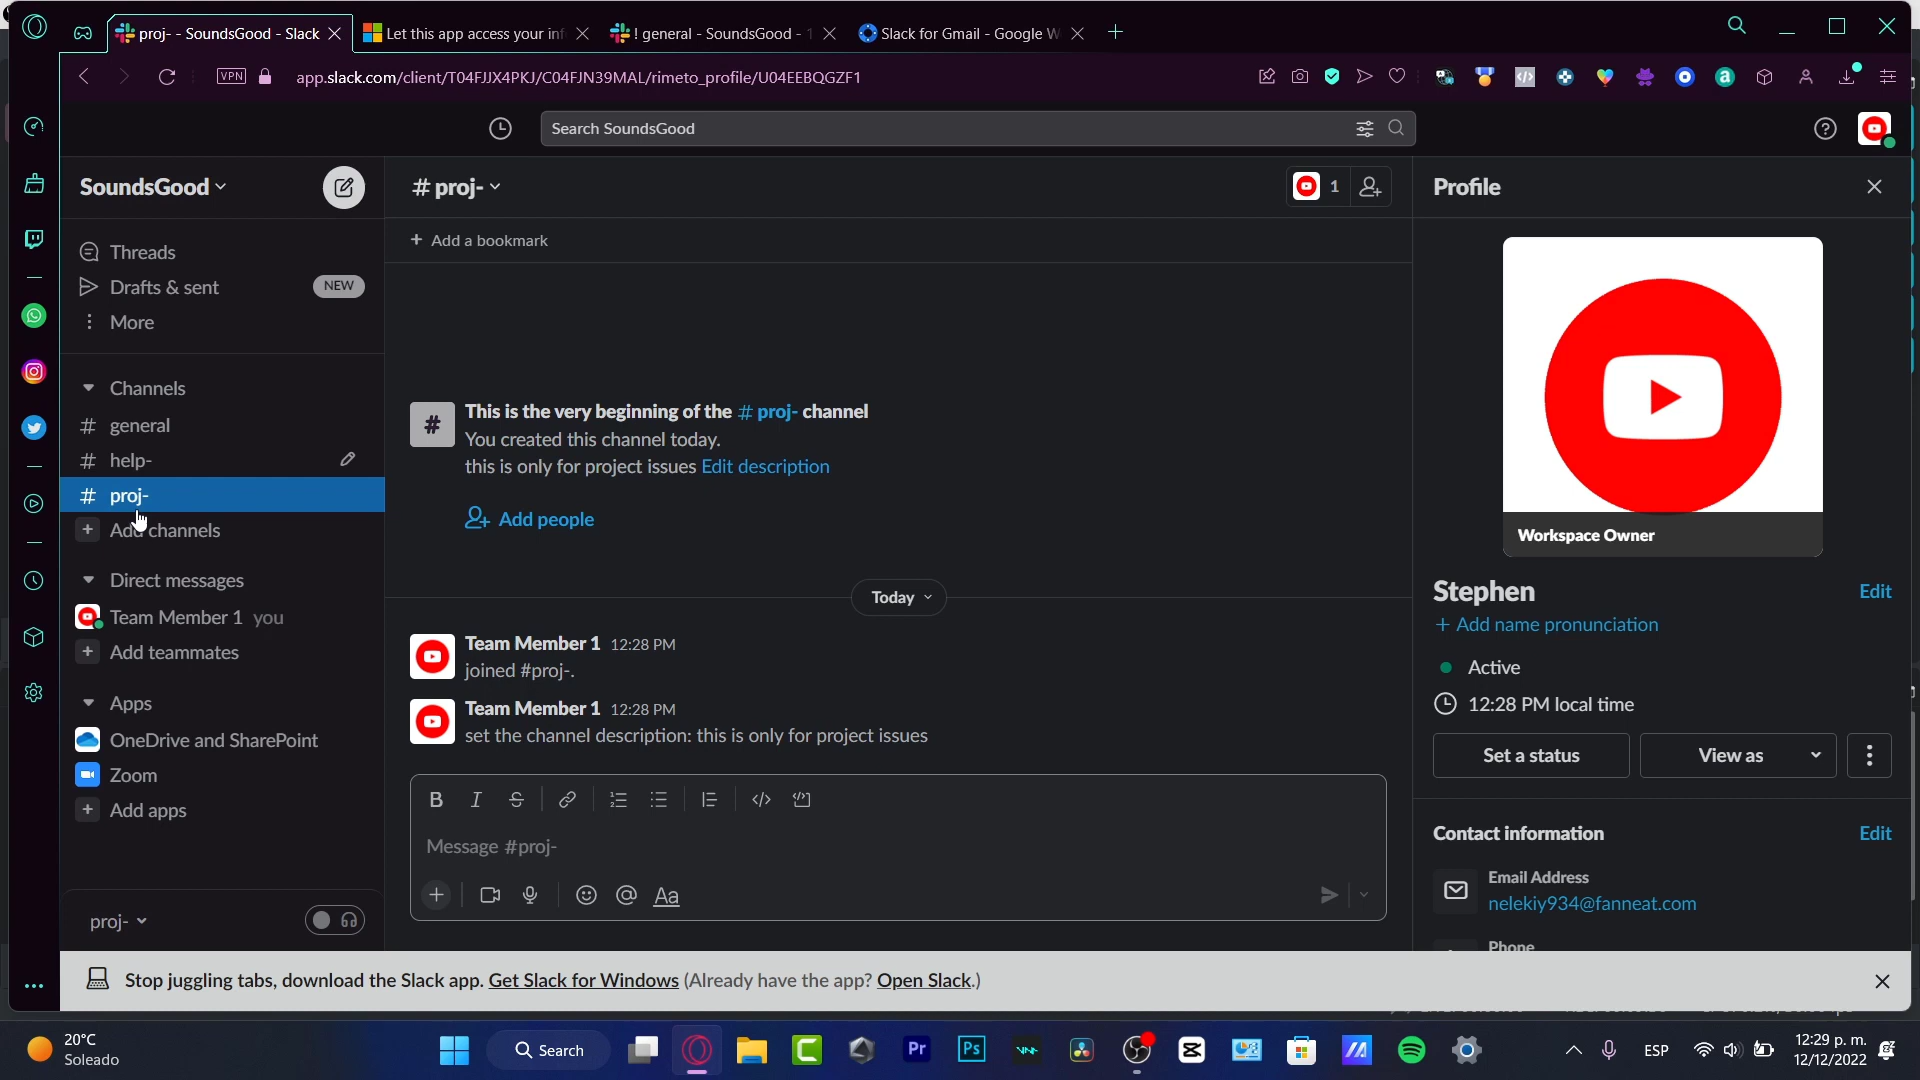 proj- - SoundsGood - Slack
Let this app access your in
! general - SoundsGood - 1
Slack for Gmail - Google W
VPN
app.slack.com/client/T04FJJX4PKJ/C04FJN39MAL/rimeto_profile/U04EEBQGZF1
Search SoundsGood
SoundsGood
Threads
Drafts & sent
NEW
More
Channels
# general
# help-
# proj-
Add channels
Direct messages
Team Member 1 you
Add teammates
Apps
OneDrive and SharePoint
Zoom
Add apps
proj-
# proj-
1
+ Add a bookmark
#
This is the very beginning of the # proj- channel
You created this channel today.
this is only for project issues Edit description
Add people
Today
Team Member 1 12:28 PM
joined #proj-.
Team Member 1 12:28 PM
set the channel description: this is only for project issues
B I S
Message #proj-
Aa
Profile
Workspace Owner
Stephen
Edit
+ Add name pronunciation
Active
12:28 PM local time
Set a status
View as
Contact information
Edit
Email Address
nelekiy934@fanneat.com
Phone
Stop juggling tabs, download the Slack app. Get Slack for Windows (Already have the app? Open Slack.)
20°C
Soleado
Search
Pr
Ps
ESP
12:29 p. m.
12/12/2022